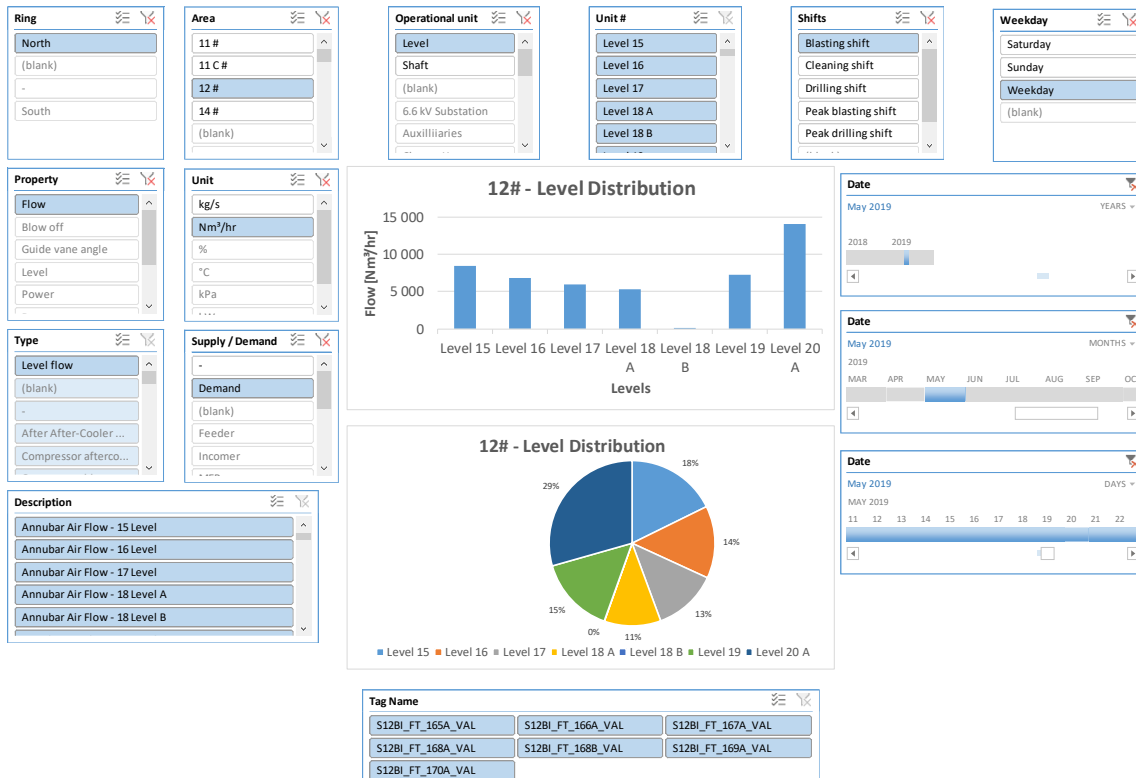 Ring
North
(blank)
-
South
Area
11 #
11 C #
12 #
14 #
(blank)
Operational unit
Level
Shaft
(blank)
6.6 kV Substation
Auxilliiaries
Unit #
Level 15
Level 16
Level 17
Level 18 A
Level 18 B
Shifts
Blasting shift
Cleaning shift
Drilling shift
Peak blasting shift
Peak drilling shift
Weekday
Saturday
Sunday
Weekday
(blank)
Property
Flow
Blow off
Guide vane angle
Level
Power
Unit
kg/s
Nm³/hr
%
°C
kPa
12# - Level Distribution
Flow [Nm³/hr]
15 000
10 000
5 000
0
Level 15 Level 16 Level 17 Level 18 A Level 18 B Level 19 Level 20 A
Levels
Date
May 2019
YEARS
2018 2019
Date
May 2019
MONTHS
2019
MAR APR MAY JUN JUL AUG SEP OC
Date
May 2019
DAYS
MAY 2019
11 12 13 14 15 16 17 18 19 20 21 22
Type
Level flow
(blank)
-
After After-Cooler ...
Compressor afterco...
Supply / Demand
-
Demand
(blank)
Feeder
Incomer
Description
Annubar Air Flow - 15 Level
Annubar Air Flow - 16 Level
Annubar Air Flow - 17 Level
Annubar Air Flow - 18 Level A
Annubar Air Flow - 18 Level B
12# - Level Distribution
18%
14%
13%
11%
0%
15%
29%
Level 15 Level 16 Level 17 Level 18 A Level 18 B Level 19 Level 20 A
Tag Name
S12BI_FT_165A_VAL S12BI_FT_166A_VAL S12BI_FT_167A_VAL
S12BI_FT_168A_VAL S12BI_FT_168B_VAL S12BI_FT_169A_VAL
S12BI_FT_170A_VAL